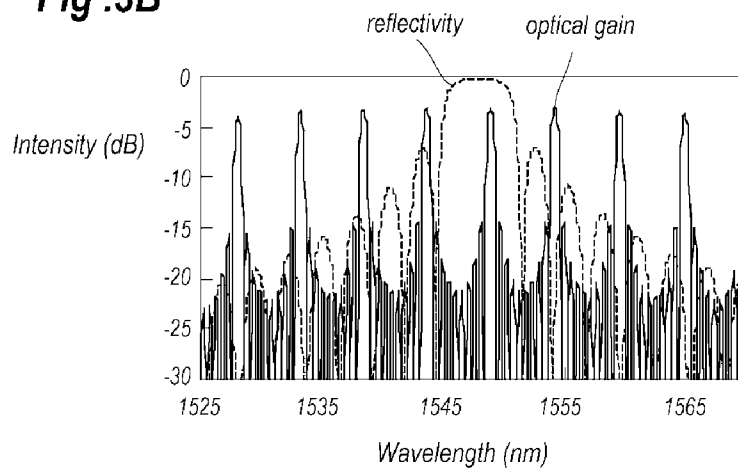 Fig .3B
reflectivity
optical gain
Intensity (dB)
0
-5
-10
-15
-20
-25
-30
1525
1535
1545
1555
1565
Wavelength (nm)